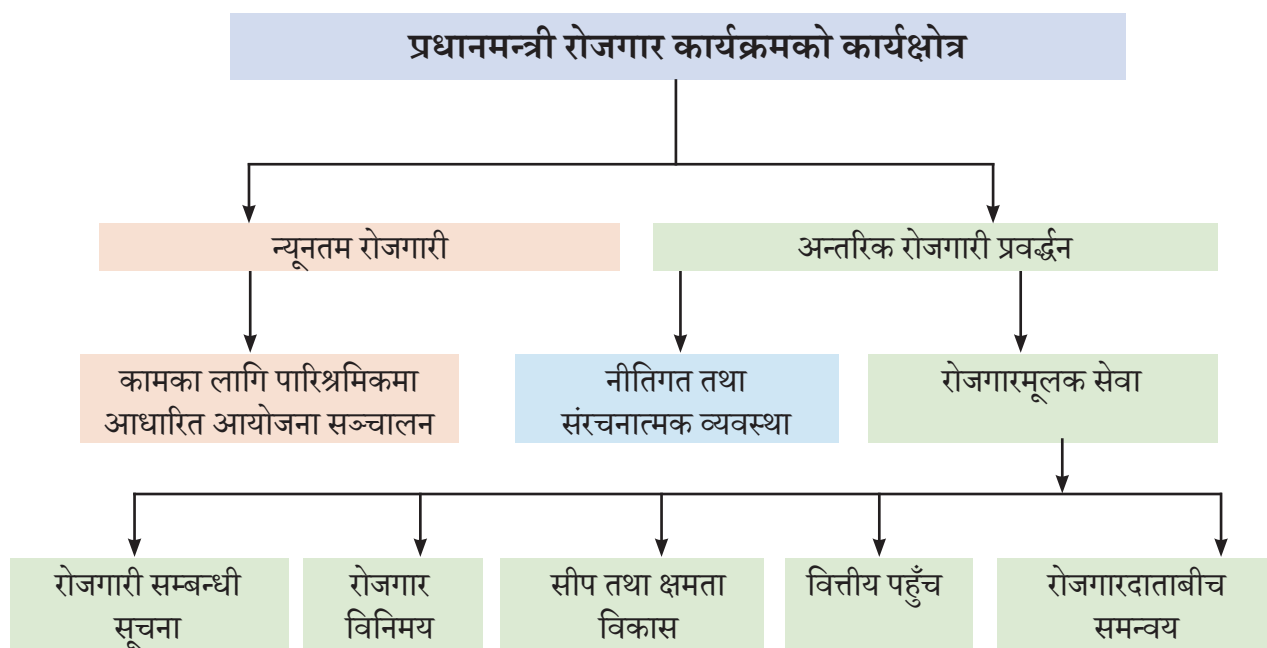 प्रधानमन्त्री रोजगार कार्यक्रमको कार्यक्षोत्र
न्यूनतम रोजगारी
अन्तरिक रोजगारी प्रवर्द्धन
कामका लागि पारिश्रमिकमा
आधारित आयोजना सञ्चालन
नीतिगत तथा
संरचनात्मक व्यवस्था
रोजगारमूलक सेवा
रोजगारी सम्बन्धी
सूचना
रोजगार
विनिमय
सीप तथा क्षमता
विकास
वित्तीय पहुँच
रोजगारदाताबीच
समन्वय